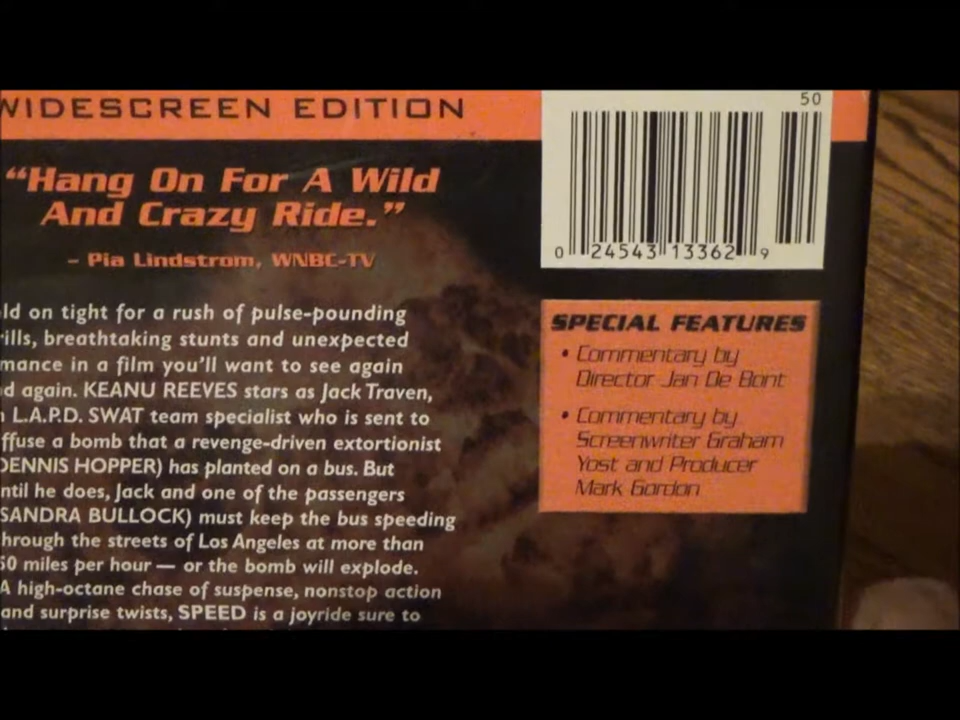 WIDESCREEN EDITION
"Hang On For A Wild
And Crazy Ride."
– Pia Lindstrom, WNBC-TV
ld on tight for a rush of pulse-pounding
ills, breathtaking stunts and unexpected
mance in a film you'll want to see again
d again. KEANU REEVES stars as Jack Traven,
L.A.P.D. SWAT team specialist who is sent to
ffuse a bomb that a revenge-driven extortionist
DENNIS HOPPER) has planted on a bus. But
ntil he does, Jack and one of the passengers
SANDRA BULLOCK) must keep the bus speeding
hrough the streets of Los Angeles at more than
50 miles per hour — or the bomb will explode.
A high-octane chase of suspense, nonstop action
and surprise twists, SPEED is a joyride sure to
50
0 24543 13362 9
SPECIAL FEATURES
• Commentary by
Director Jan De Bont
• Commentary by
Screenwriter Graham
Yost and Producer
Mark Gordon